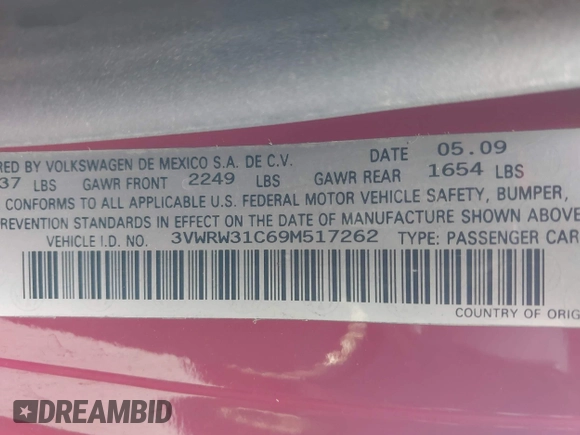 RED BY VOLKSWAGEN DE MEXICO S.A. DE C.V. DATE 05.09
37 LBS GAWR FRONT 2249 LBS GAWR REAR 1654 LBS
CONFORMS TO ALL APPLICABLE U.S. FEDERAL MOTOR VEHICLE SAFETY, BUMPER,
PREVENTION STANDARDS IN EFFECT ON THE DATE OF MANUFACTURE SHOWN ABOVE
VEHICLE I.D. NO. 3VWRW31C69M517262 TYPE: PASSENGER CAR
COUNTRY OF ORIG
DREAMBID